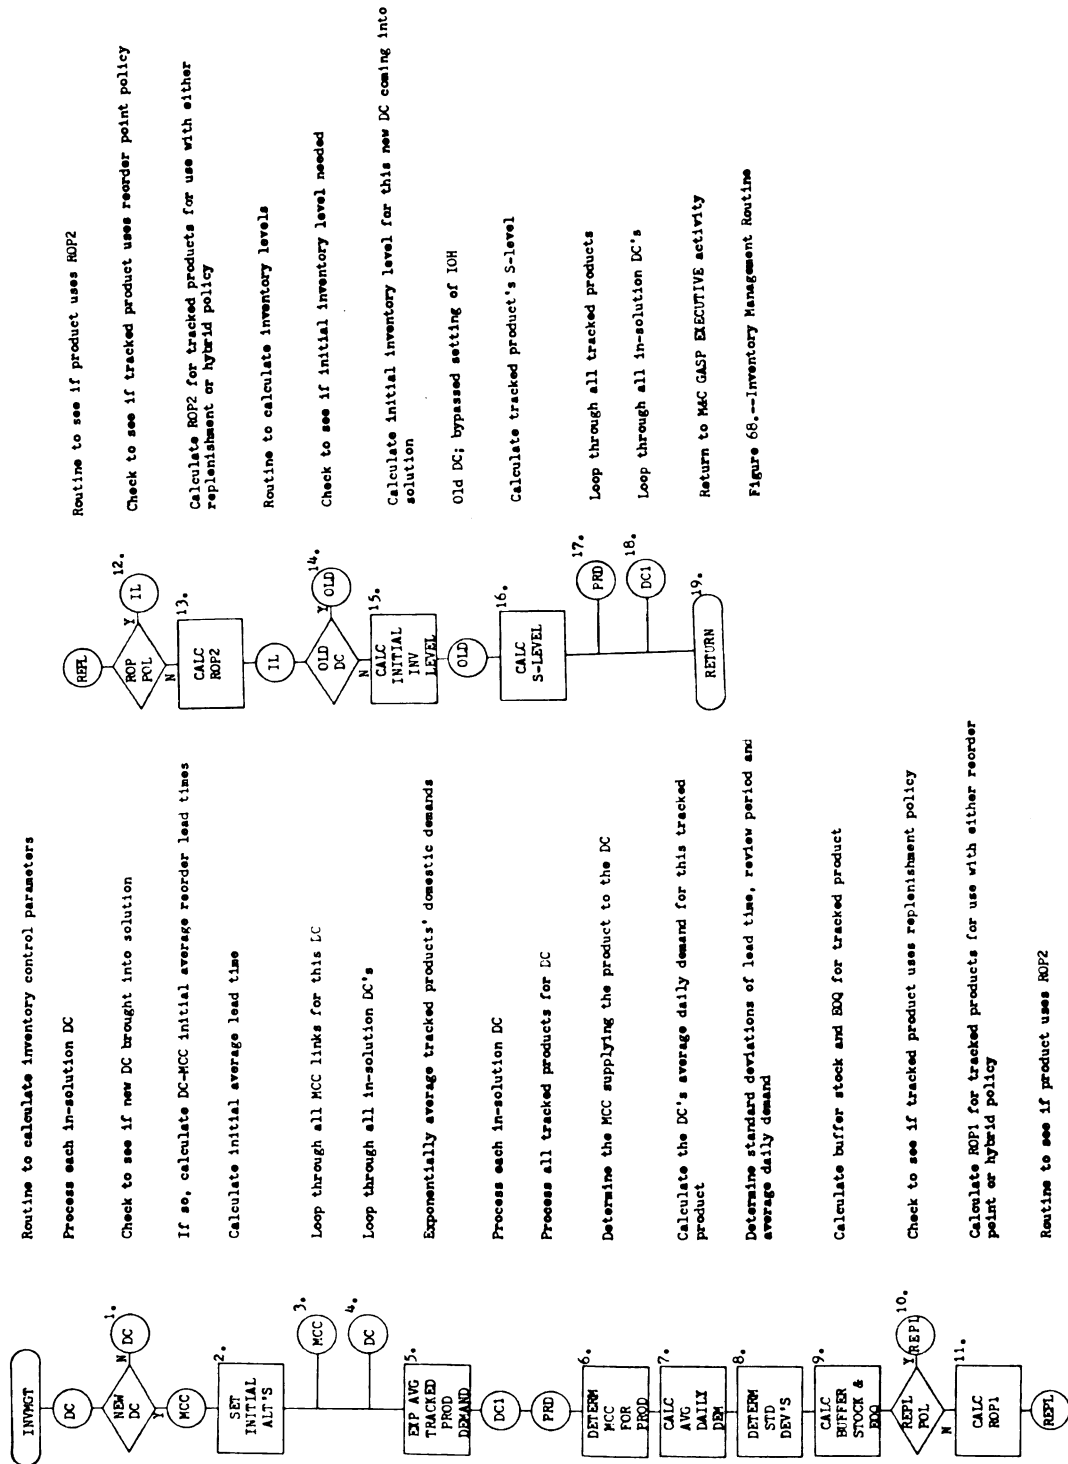 INVMGT
DC
Routine to calculate inventory control parameters
Process each in-solution DC
NEW
DC
N
Y
1.
DC
Check to see if new DC brought into solution
MCC
If so, calculate DC-MCC initial average reorder lead times
2.
SET
INITIAL
ALT'S
Calculate initial average lead time
3.
MCC
Loop through all MCC links for this DC
4.
DC
Loop through all in-solution DC's
5.
EXP AVG
TRACKED
PROD
DEMAND
Exponentially average tracked products' domestic demands
DC1
Process each in-solution DC
PRD
Process all tracked products for DC
6.
DETERM
MCC
FOR
PROD
Determine the MCC supplying the product to the DC
7.
CALC
AVG
DAILY
DEM
Calculate the DC's average daily demand for this tracked
product
8.
DETERM
STD
DEV'S
Determine standard deviations of lead time, review period and
average daily demand
9.
CALC
BUFFER
STOCK &
EOQ
Calculate buffer stock and EOQ for tracked product
REPL
POL
Y
N
10.
REPL
Check to see if tracked product uses replenishment policy
11.
CALC
ROP1
Calculate ROP1 for tracked products for use with either reorder
point or hybrid policy
REPL
Routine to see if product uses ROP2
REPL
Routine to see if product uses ROP2
ROP
POL
Y
N
12.
IL
Check to see if tracked product uses reorder point policy
13.
CALC
ROP2
Calculate ROP2 for tracked products for use with either
replenishment or hybrid policy
IL
Routine to calculate inventory levels
OLD
DC
Y
N
14.
OLD
Check to see if initial inventory level needed
15.
CALC
INITIAL
INV
LEVEL
Calculate initial inventory level for this new DC coming into
solution
OLD
Old DC; bypassed setting of IOH
16.
CALC
S-LEVEL
Calculate tracked product's S-level
17.
PRD
Loop through all tracked products
18.
DC1
Loop through all in-solution DC's
19.
RETURN
Return to M&C GASP EXECUTIVE activity
Figure 68.--Inventory Management Routine